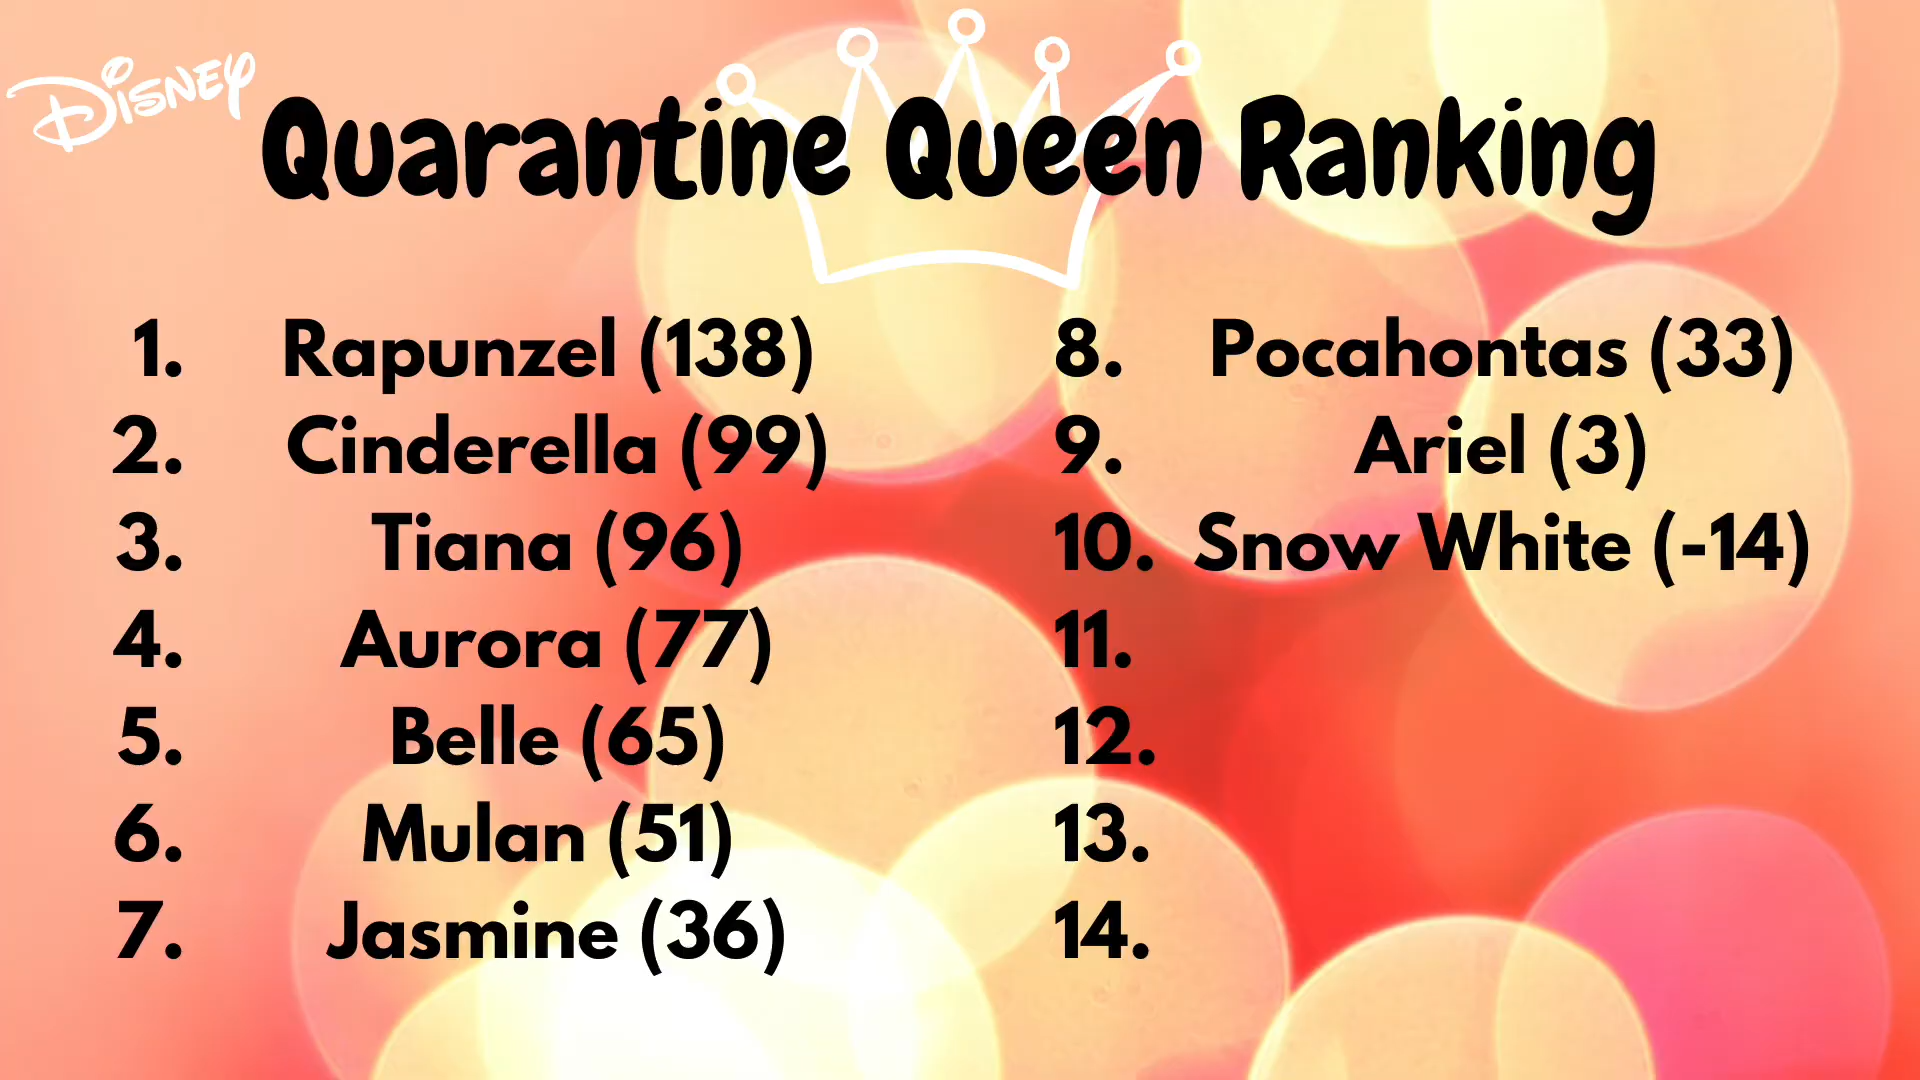 Disney
Quarantine Queen Ranking
1. Rapunzel (138)
2. Cinderella (99)
3. Tiana (96)
4. Aurora (77)
5. Belle (65)
6. Mulan (51)
7. Jasmine (36)
8. Pocahontas (33)
9. Ariel (3)
10. Snow White (-14)
11.
12.
13.
14.